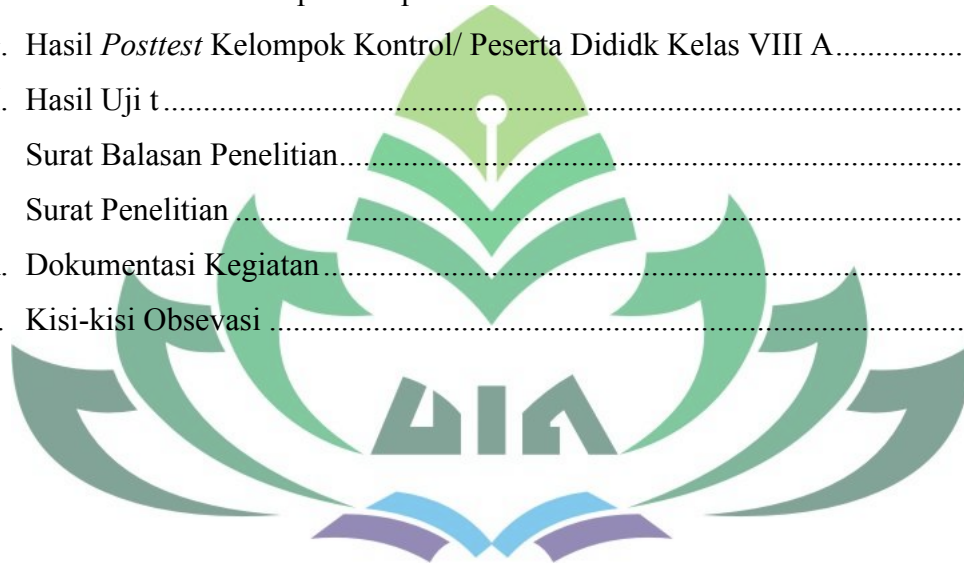 . Hasil Posttest Kelompok Kontrol/ Peserta Dididk Kelas VIII A..................
. Hasil Uji t....................................................................................................
Surat Balasan Penelitian...............................................................................
Surat Penelitian............................................................................................
. Dokumentasi Kegiatan................................................................................
. Kisi-kisi Obsevasi.......................................................................................
UIN